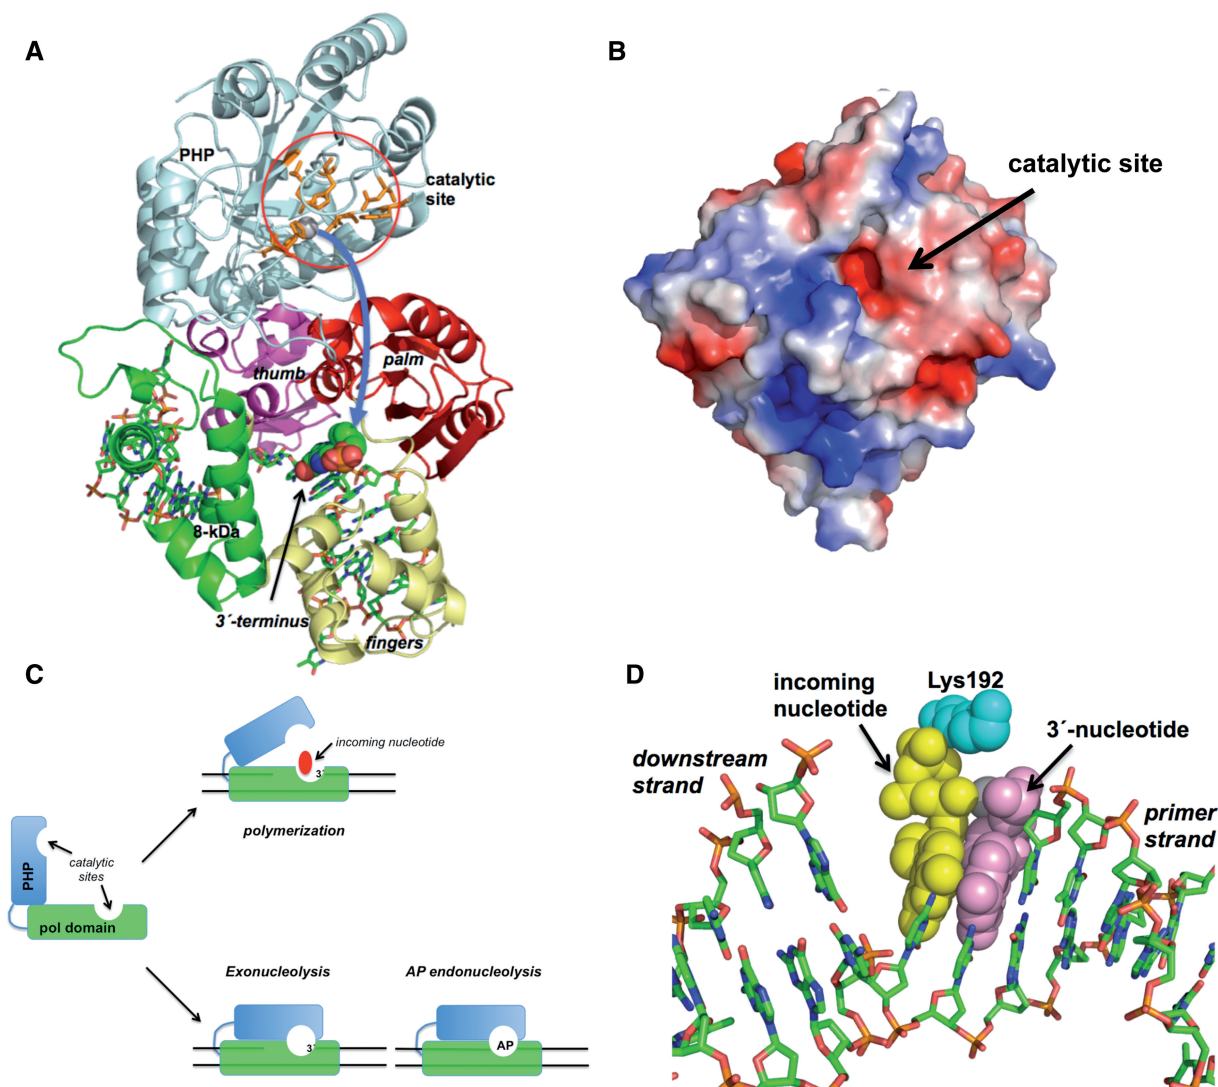 A
PHP
catalytic
site
thumb
palm
8-kDa
3´-terminus
fingers
B
catalytic site
C
incoming nucleotide
3´
polymerization
PHP
catalytic
sites
pol domain
Exonucleolysis
AP endonucleolysis
3´
AP
D
incoming
nucleotide
Lys192
3´-nucleotide
downstream
strand
primer
strand